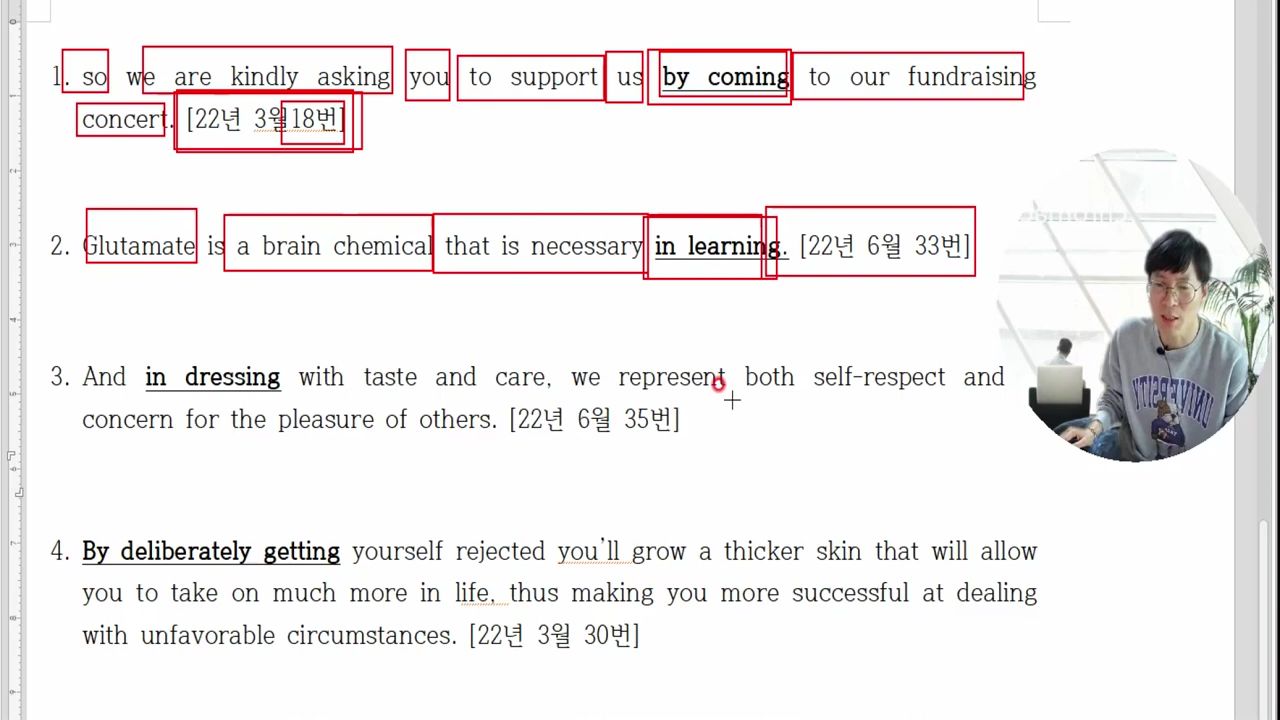 1. so we are kindly asking you to support us by coming to our fundraising
concert. [22년 3월18번]
2. Glutamate is a brain chemical that is necessary in learning. [22년 6월 33번]
3. And in dressing with taste and care, we represent both self-respect and
concern for the pleasure of others. [22년 6월 35번]
4. By deliberately getting yourself rejected you'll grow a thicker skin that will allow
you to take on much more in life, thus making you more successful at dealing
with unfavorable circumstances. [22년 3월 30번]
UNIVERSITY